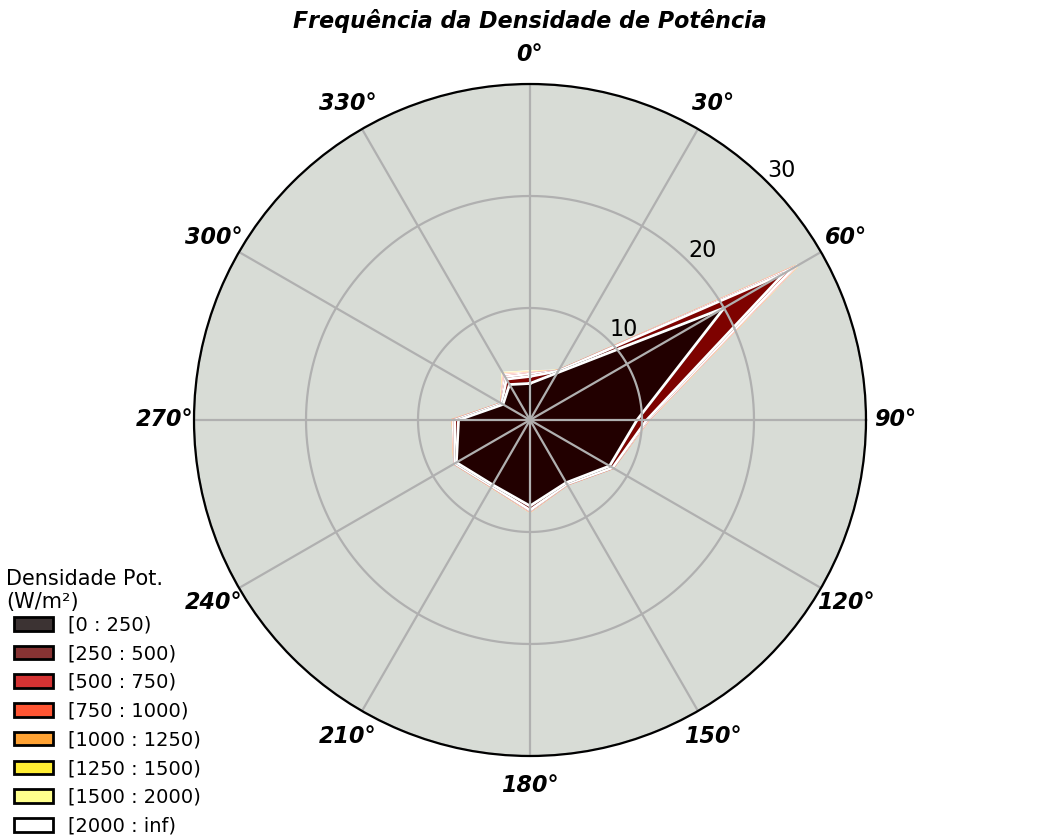 Frequência da Densidade de Potência
0°
330°
30°
30
300°
60°
20
10
270°
90°
240°
120°
210°
150°
180°
Densidade Pot.
(W/m²)
[0 : 250)
[250 : 500)
[500 : 750)
[750 : 1000)
[1000 : 1250)
[1250 : 1500)
[1500 : 2000)
[2000 : inf)